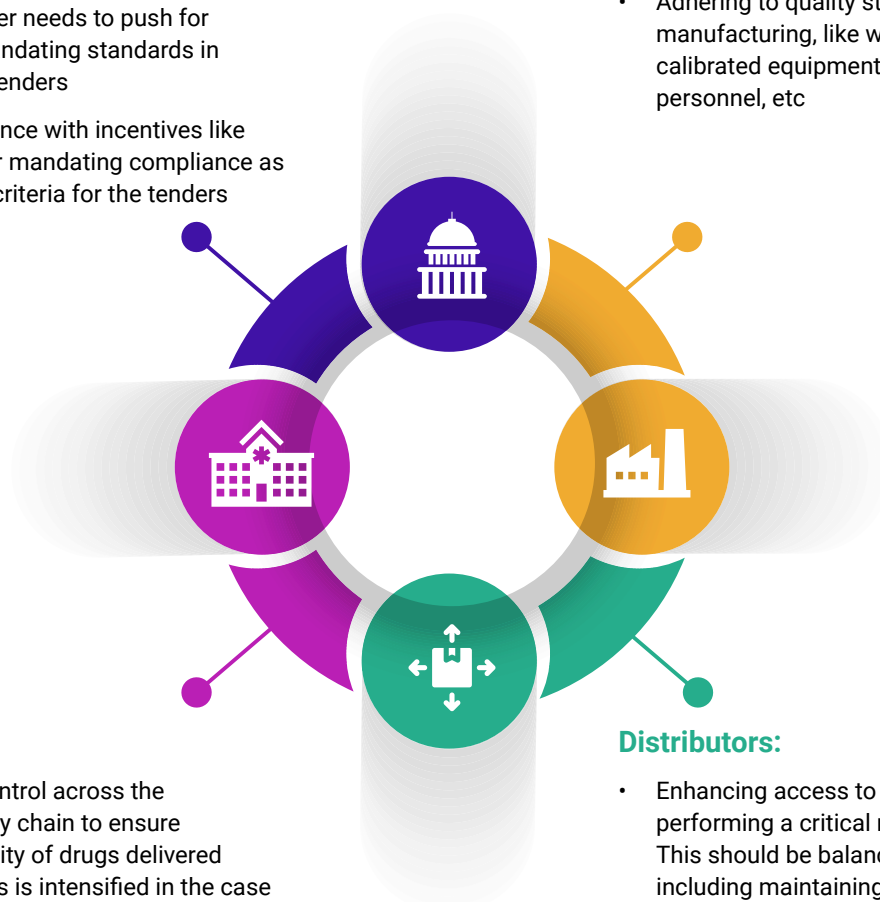 er needs to push for
ndating standards in
enders
nce with incentives like
r mandating compliance as
criteria for the tenders
• Adhering to quality st
manufacturing, like w
calibrated equipment
personnel, etc
ntrol across the
y chain to ensure
ity of drugs delivered
s is intensified in the case
Distributors:
• Enhancing access to
performing a critical r
This should be balanc
including maintaining